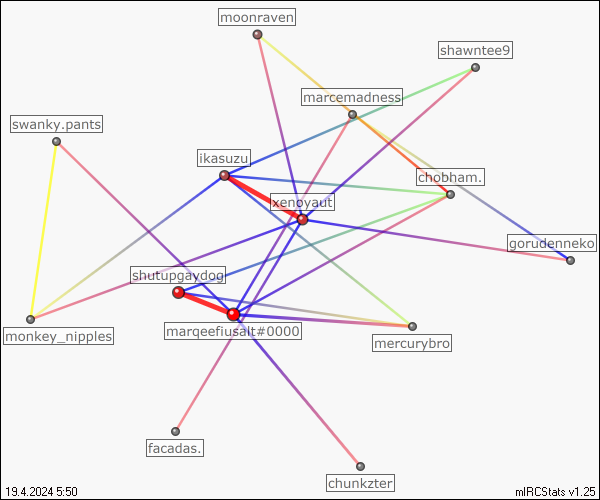 moonraven
shawntee9
marcemadness
swanky.pants
ikasuzu
chobham.
xenoyaut
gorudenneko
shutupgaydog
marqeefiusalt#0000
monkey_nipples
mercurybro
facadas.
chunkzter
19.4.2024 5:50
mIRCStats v1.25